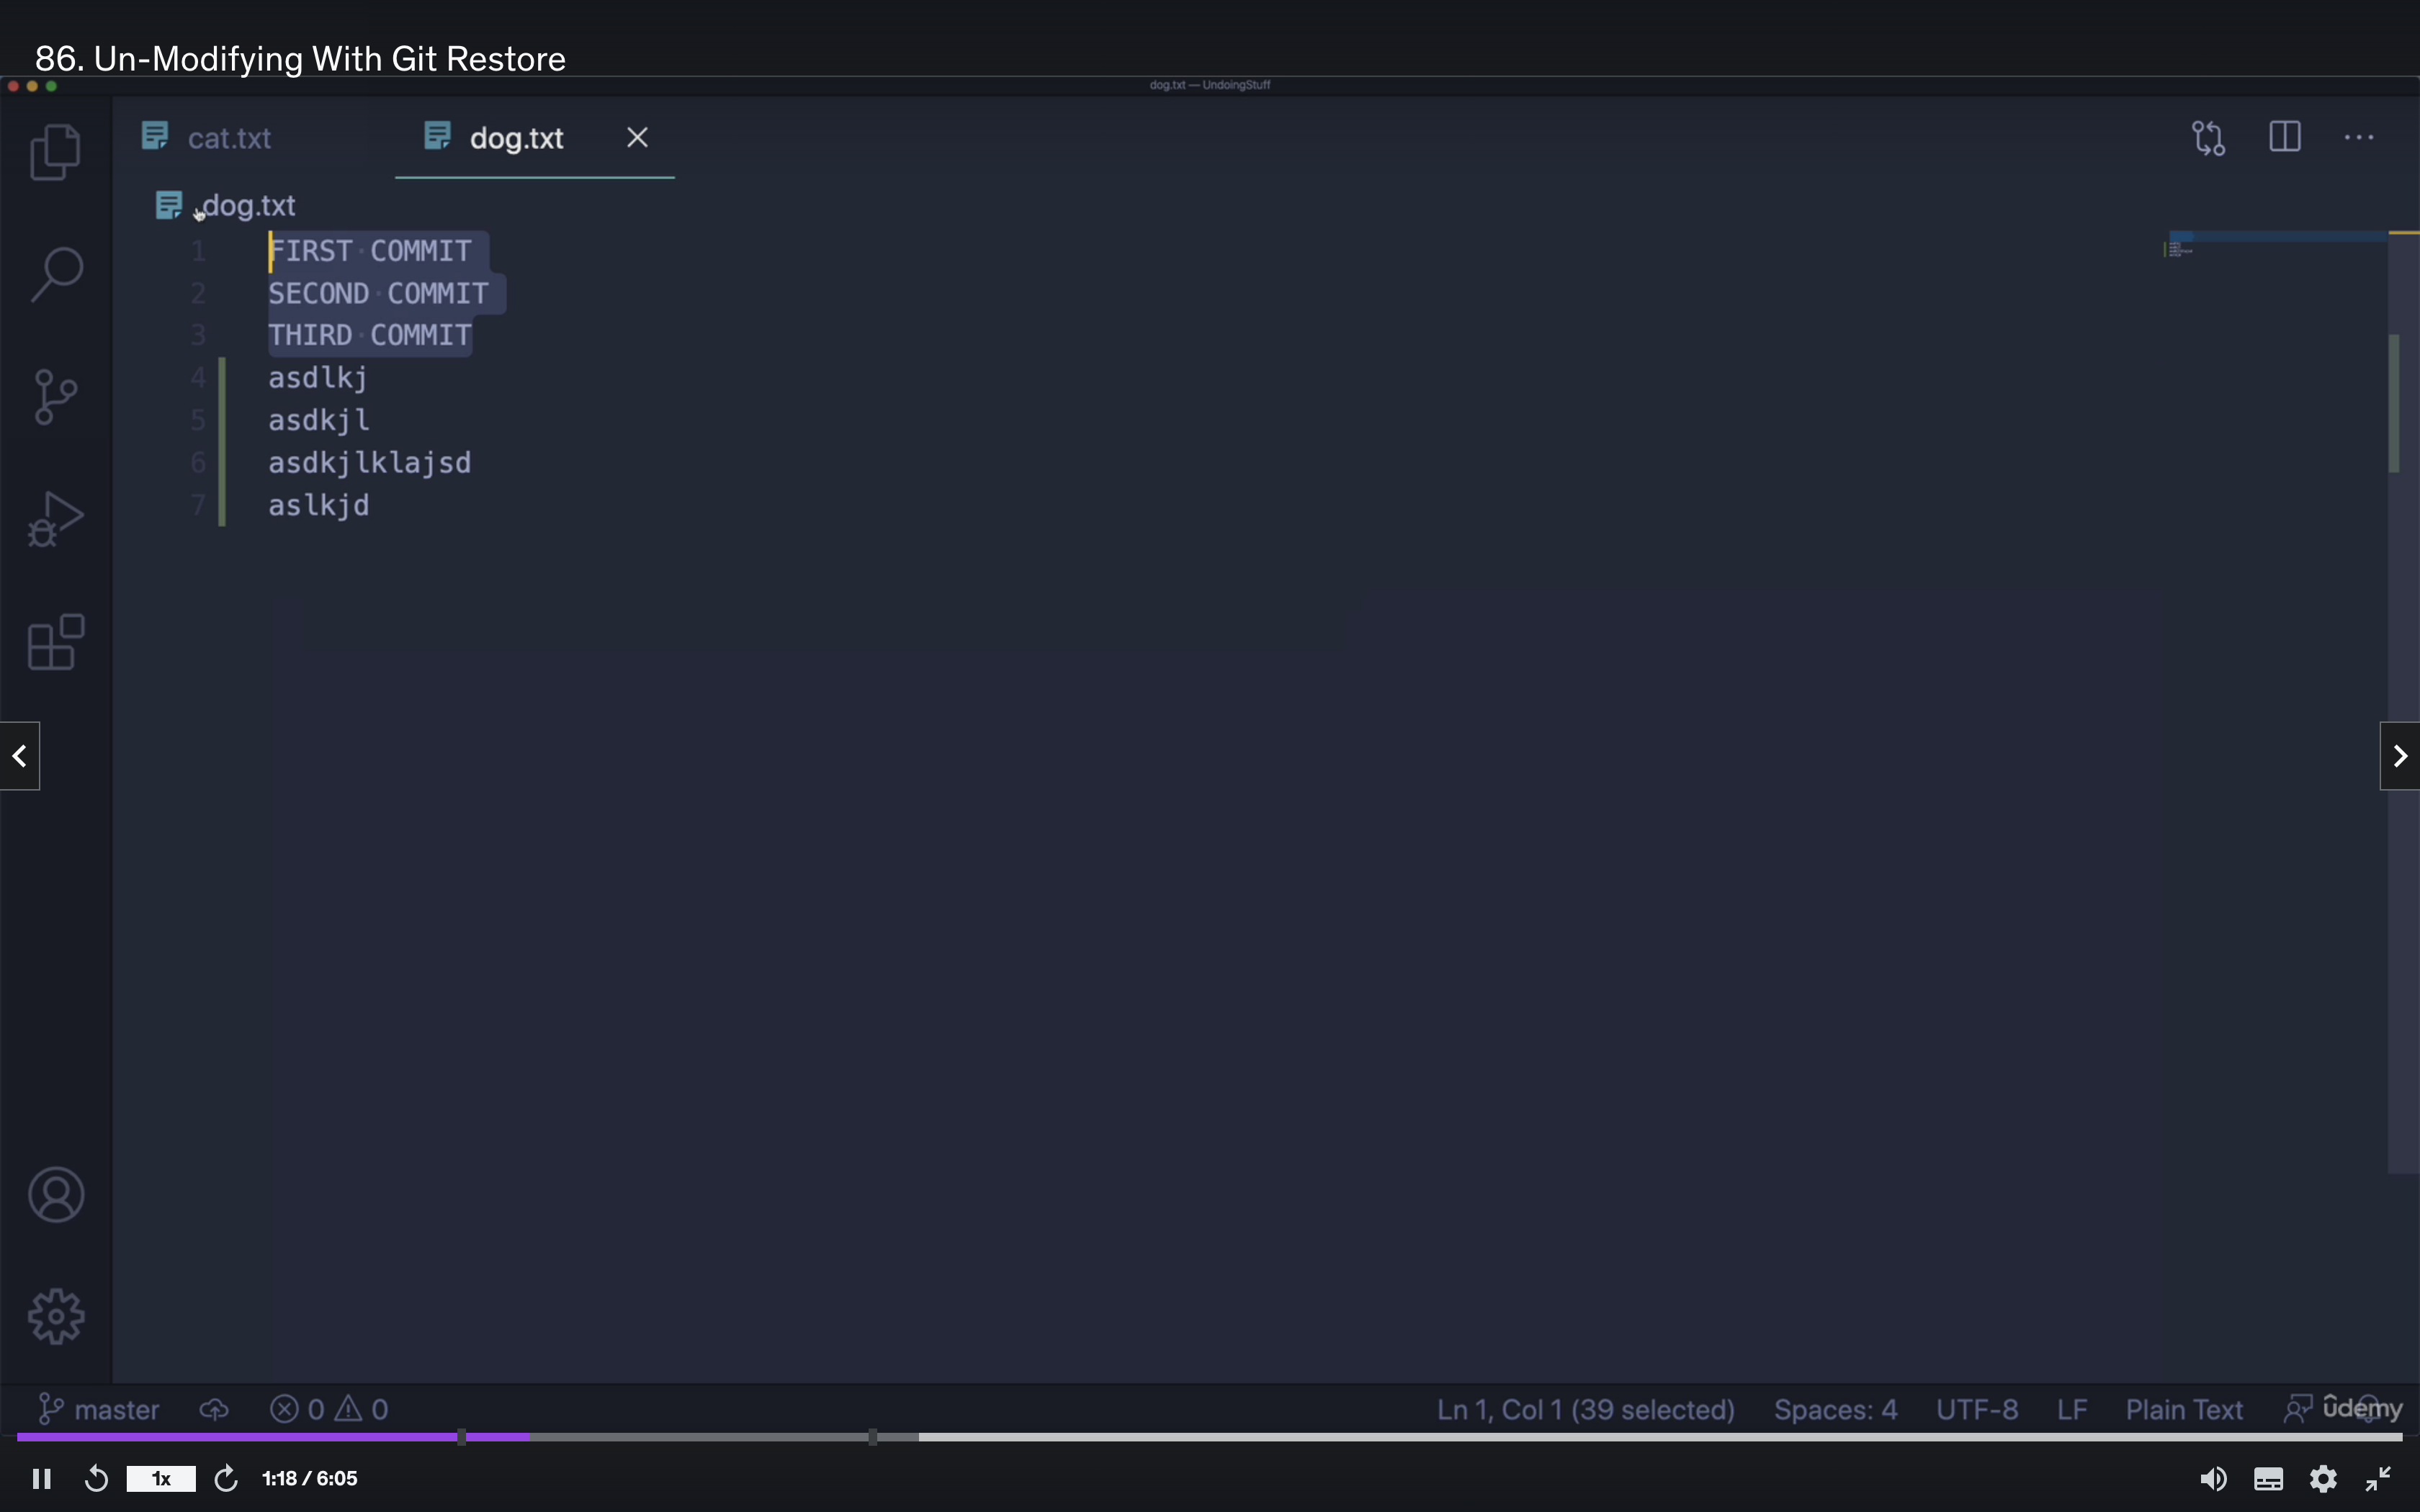 86. Un-Modifying With Git Restore
dog.txt — UndoingStuff
cat.txt
dog.txt
dog.txt
1 FIRST COMMIT
2 SECOND COMMIT
3 THIRD COMMIT
4 asdlkj
5 asdkjl
6 asdkjlklajsd
7 aslkjd
master 0 0 Ln 1, Col 1 (39 selected) Spaces: 4 UTF-8 LF Plain Text ûdemy
1x 1:18 / 6:05